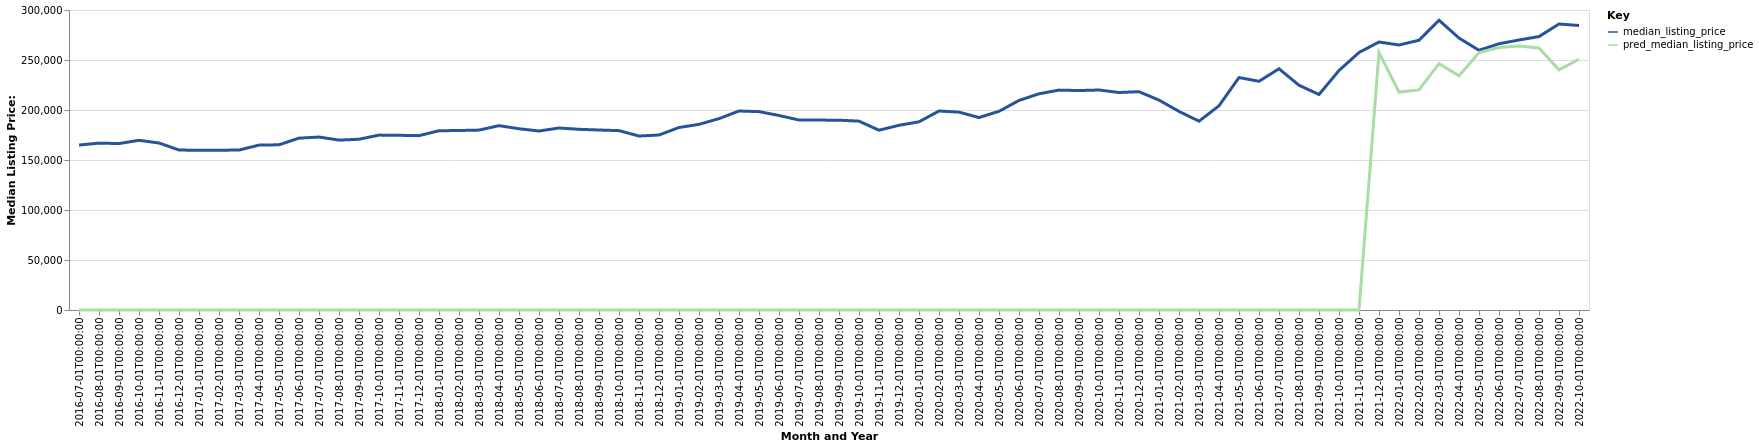 300,000
250,000
200,000
150,000
100,000
50,000
0
Median Listing Price:
2016-07-01T00:00:00
2016-08-01T00:00:00
2016-09-01T00:00:00
2016-10-01T00:00:00
2016-11-01T00:00:00
2016-12-01T00:00:00
2017-01-01T00:00:00
2017-02-01T00:00:00
2017-03-01T00:00:00
2017-04-01T00:00:00
2017-05-01T00:00:00
2017-06-01T00:00:00
2017-07-01T00:00:00
2017-08-01T00:00:00
2017-09-01T00:00:00
2017-10-01T00:00:00
2017-11-01T00:00:00
2017-12-01T00:00:00
2018-01-01T00:00:00
2018-02-01T00:00:00
2018-03-01T00:00:00
2018-04-01T00:00:00
2018-05-01T00:00:00
2018-06-01T00:00:00
2018-07-01T00:00:00
2018-08-01T00:00:00
2018-09-01T00:00:00
2018-10-01T00:00:00
2018-11-01T00:00:00
2018-12-01T00:00:00
2019-01-01T00:00:00
2019-02-01T00:00:00
2019-03-01T00:00:00
2019-04-01T00:00:00
2019-05-01T00:00:00
2019-06-01T00:00:00
2019-07-01T00:00:00
2019-08-01T00:00:00
2019-09-01T00:00:00
2019-10-01T00:00:00
2019-11-01T00:00:00
2019-12-01T00:00:00
2020-01-01T00:00:00
2020-02-01T00:00:00
2020-03-01T00:00:00
2020-04-01T00:00:00
2020-05-01T00:00:00
2020-06-01T00:00:00
2020-07-01T00:00:00
2020-08-01T00:00:00
2020-09-01T00:00:00
2020-10-01T00:00:00
2020-11-01T00:00:00
2020-12-01T00:00:00
2021-01-01T00:00:00
2021-02-01T00:00:00
2021-03-01T00:00:00
2021-04-01T00:00:00
2021-05-01T00:00:00
2021-06-01T00:00:00
2021-07-01T00:00:00
2021-08-01T00:00:00
2021-09-01T00:00:00
2021-10-01T00:00:00
2021-11-01T00:00:00
2021-12-01T00:00:00
2022-01-01T00:00:00
2022-02-01T00:00:00
2022-03-01T00:00:00
2022-04-01T00:00:00
2022-05-01T00:00:00
2022-06-01T00:00:00
2022-07-01T00:00:00
2022-08-01T00:00:00
2022-09-01T00:00:00
2022-10-01T00:00:00
Month and Year
Key
median_listing_price
pred_median_listing_price